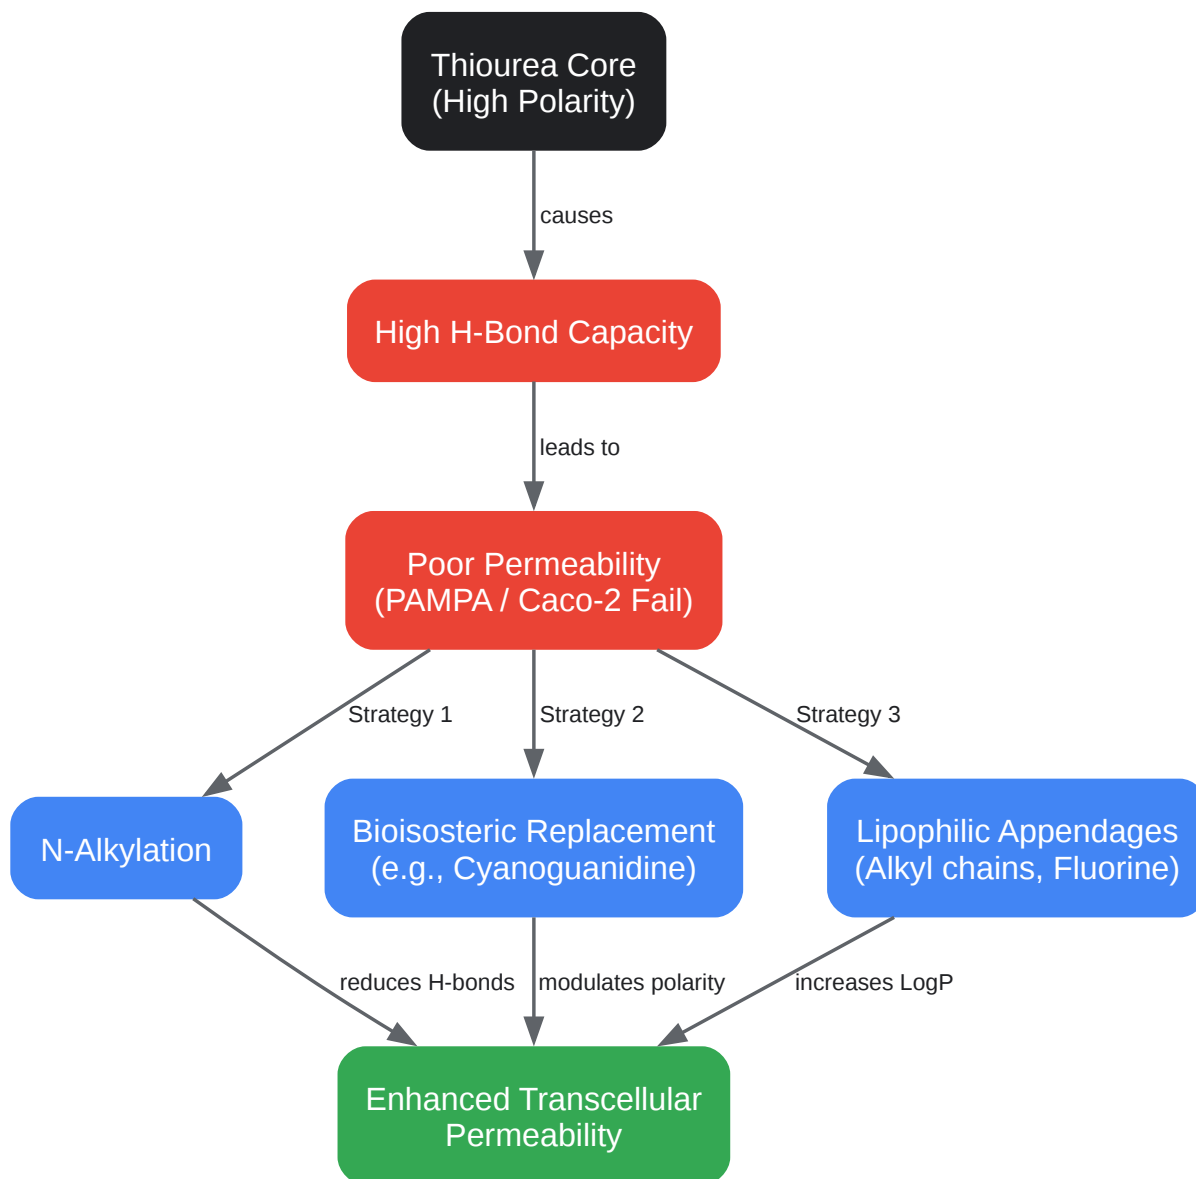 Thiourea Core
(High Polarity)
causes
High H-Bond Capacity
leads to
Poor Permeability
(PAMPA / Caco-2 Fail)
Strategy 1
Strategy 2
Strategy 3
N-Alkylation
Bioisosteric Replacement
(e.g., Cyanoguanidine)
Lipophilic Appendages
(Alkyl chains, Fluorine)
reduces H-bonds
modulates polarity
increases LogP
Enhanced Transcellular
Permeability